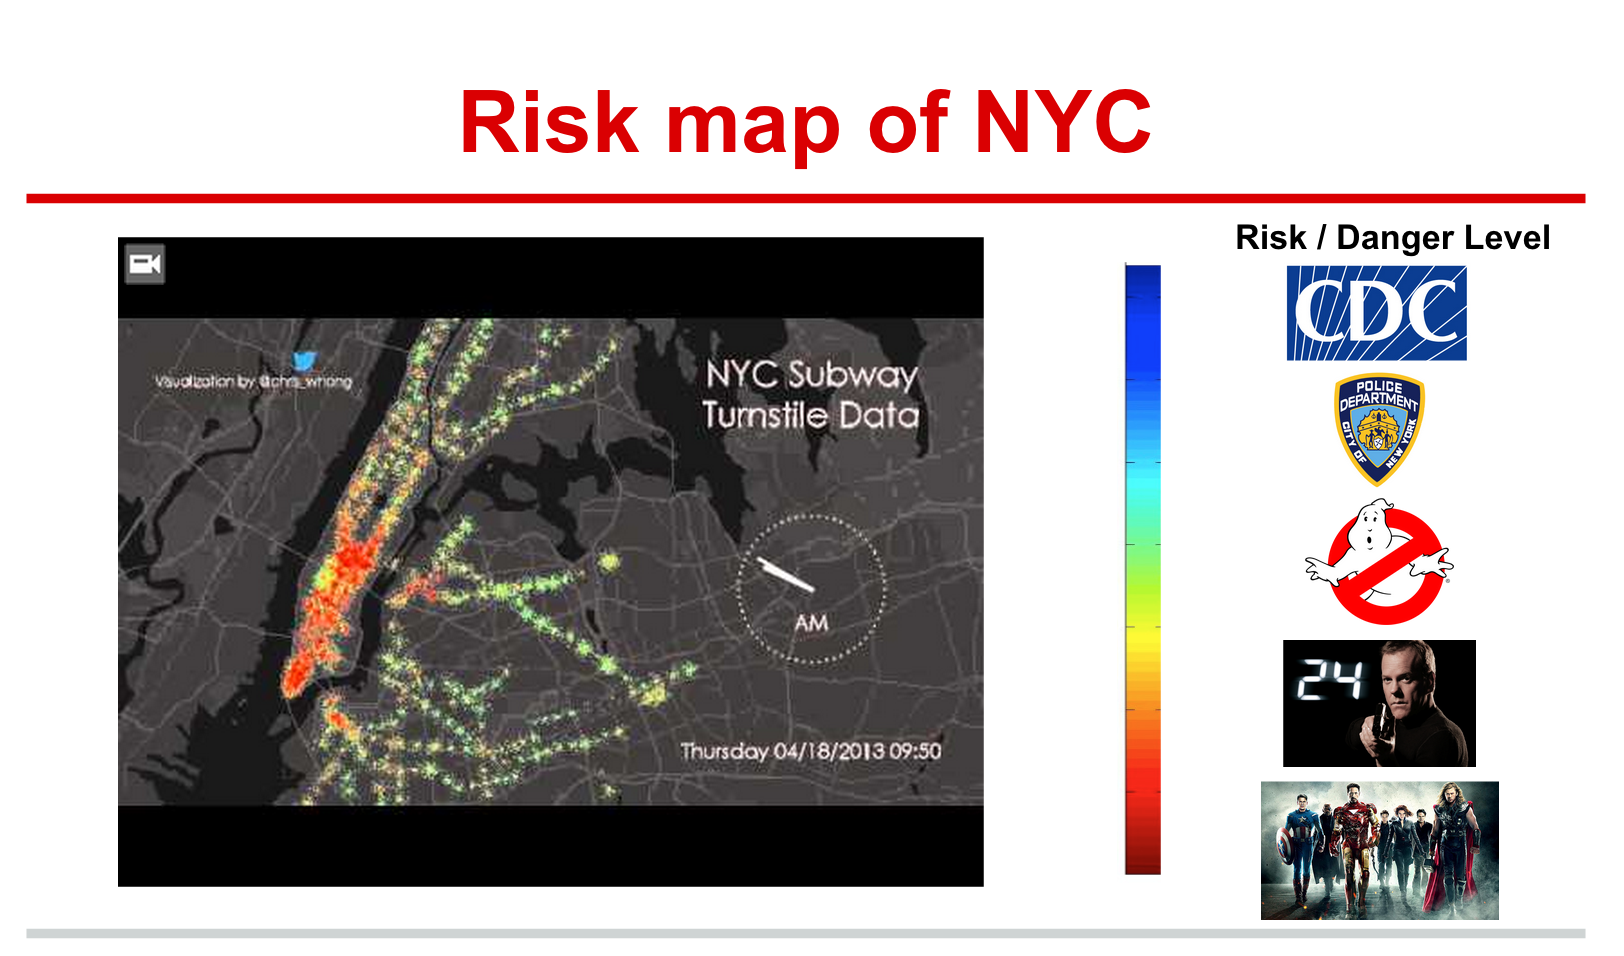 Risk map of NYC
Risk / Danger Level
Visualization by @chris_whong
NYC Subway
Turnstile Data
AM
Thursday 04/18/2013 09:50
CDC
POLICE
DEPARTMENT
CITY OF
NEW YORK
24